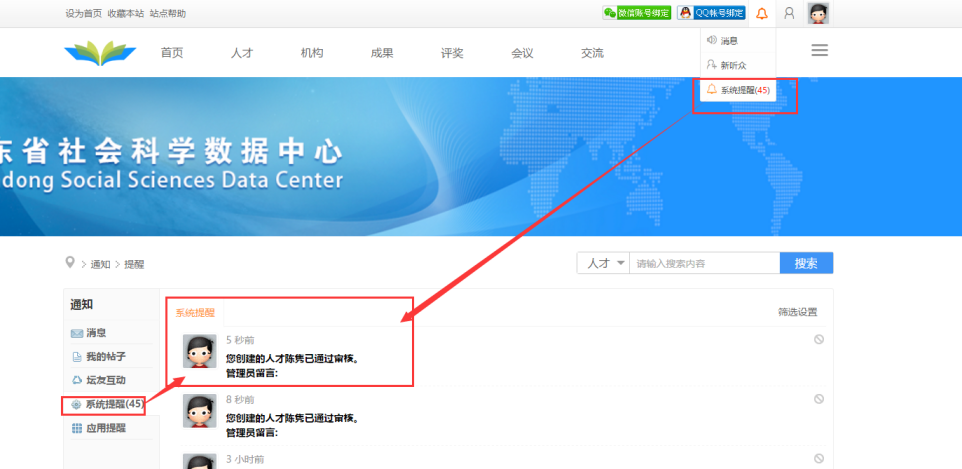 设为首页 收藏本站 站点帮助
微信账号绑定
QQ帐号绑定
首页
人才
机构
成果
评奖
会议
交流
消息
新听众
系统提醒(45)
东省社会科学数据中心
dong Social Sciences Data Center
> 通知 > 提醒
人才
请输入搜索内容
搜索
通知
消息
我的帖子
坛友互动
系统提醒(45)
应用提醒
系统提醒
筛选设置
5 秒前
您创建的人才陈隽已通过审核。
管理员留言:
8 秒前
您创建的人才陈隽已通过审核。
管理员留言:
3 小时前